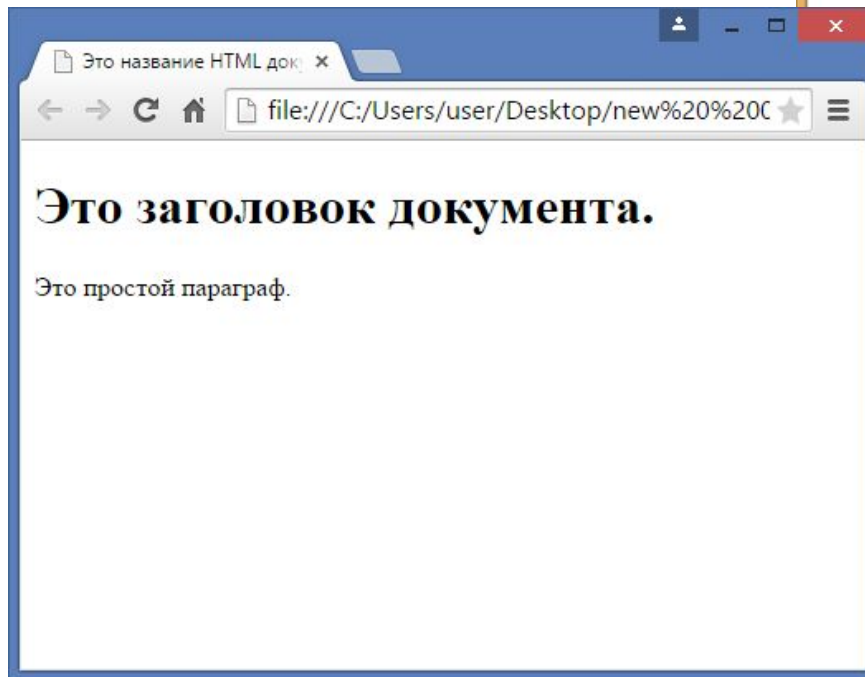 Это название HTML док
file:///C:/Users/user/Desktop/new%20%20
Это заголовок документа.
Это простой параграф.